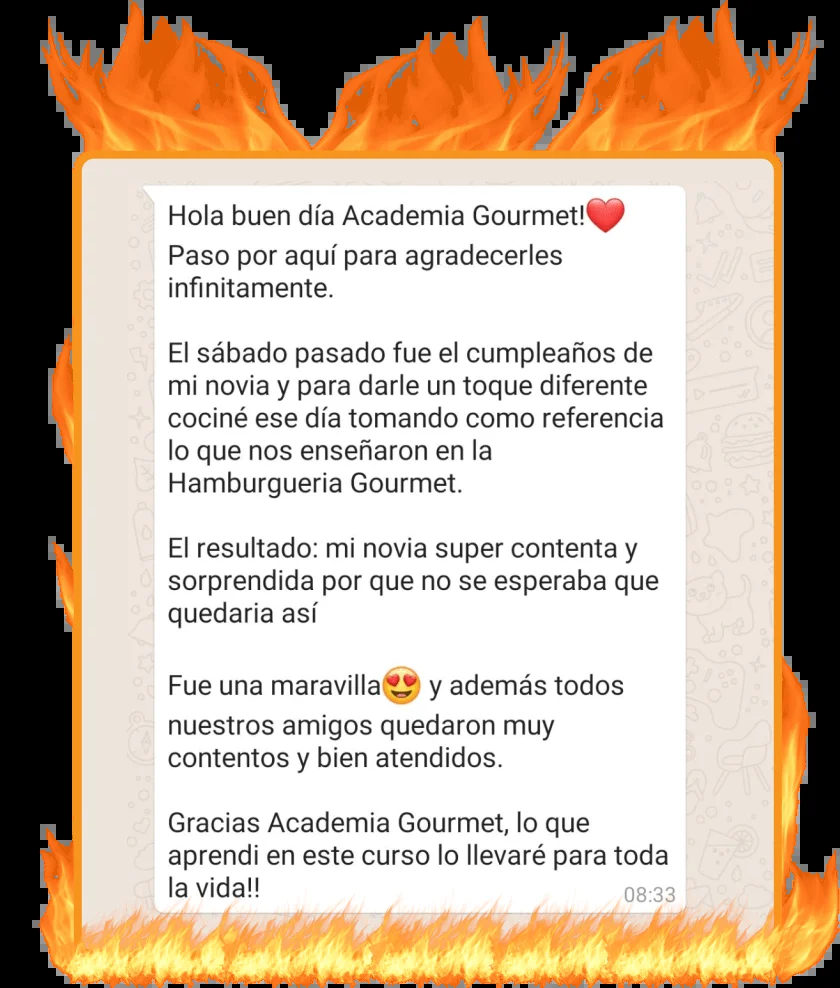 Hola buen día Academia Gourmet!❤️
Paso por aquí para agradecerles
infinitamente.
El sábado pasado fue el cumpleaños de
mi novia y para darle un toque diferente
cociné ese día tomando como referencia
lo que nos enseñaron en la
Hamburgueria Gourmet.
El resultado: mi novia super contenta y
sorprendida por que no se esperaba que
quedaria así
Fue una maravilla😍 y además todos
nuestros amigos quedaron muy
contentos y bien atendidos.
Gracias Academia Gourmet, lo que
aprendi en este curso lo llevaré para toda
la vida!!
08:33